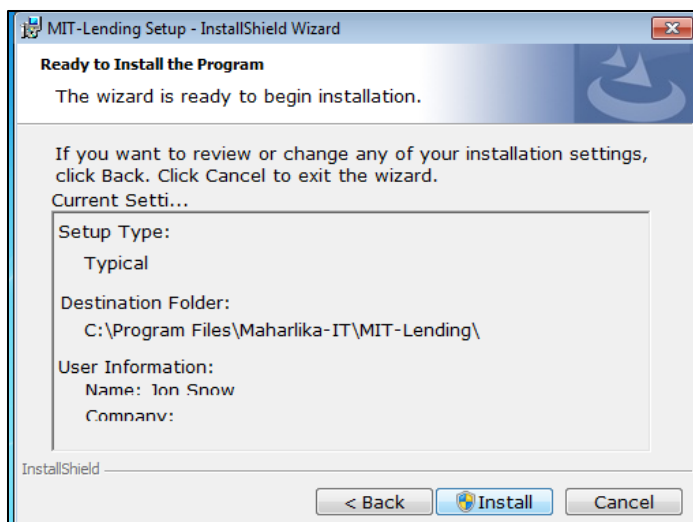 MIT-Lending Setup - InstallShield Wizard
Ready to Install the Program
The wizard is ready to begin installation.
If you want to review or change any of your installation settings,
click Back. Click Cancel to exit the wizard.
Current Setti...
Setup Type:
Typical
Destination Folder:
C:\Program Files\Maharlika-IT\MIT-Lending\
User Information:
Name: Jon Snow
Company:
InstallShield
< Back
Install
Cancel